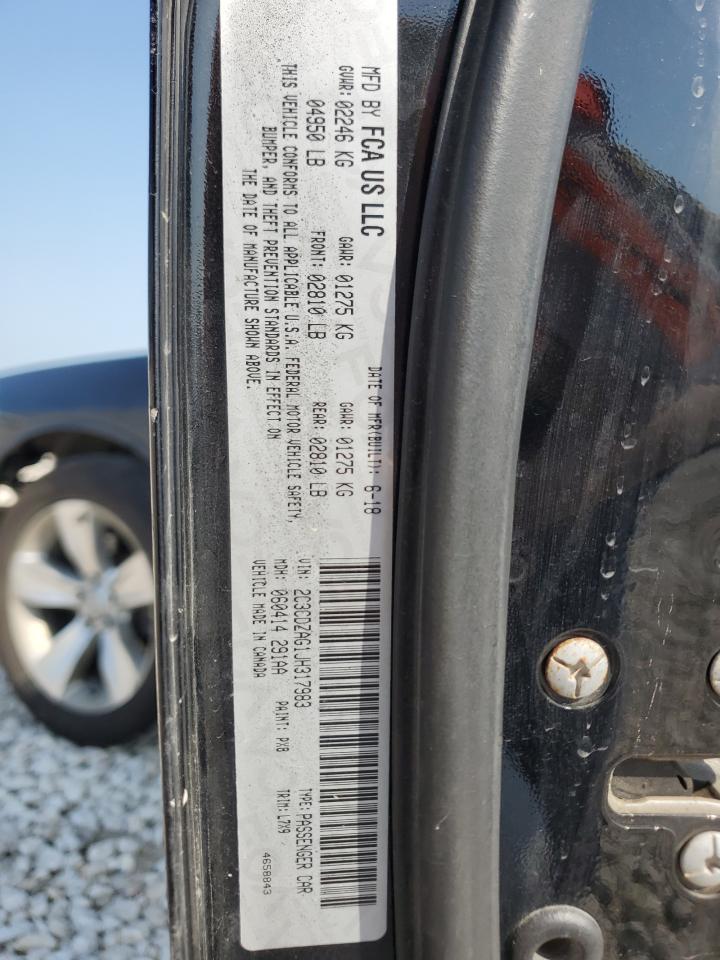 MFD BY FCA US LLC
DATE OF MFR(BUILT): 6-18
GVWR: 02246 KG GAWR: 01275 KG GAWR: 01275 KG
04950 LB FRONT: 02810 LB REAR: 02810 LB
THIS VEHICLE CONFORMS TO ALL APPLICABLE U.S.A. FEDERAL MOTOR VEHICLE SAFETY,
BUMPER, AND THEFT PREVENTION STANDARDS IN EFFECT ON
THE DATE OF MANUFACTURE SHOWN ABOVE.
VIN: 2C3CDZAG1JH317983 TYPE: PASSENGER CAR
MDH: 060414 291AA PAINT: PX8 TRIM: L7X9
VEHICLE MADE IN CANADA 4658843